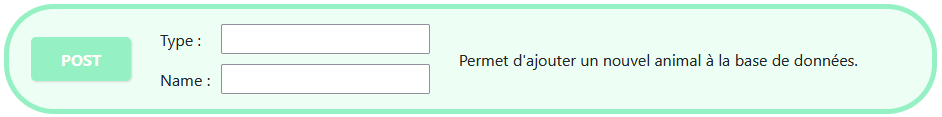 POST
Type :
Name :
Permet d'ajouter un nouvel animal à la base de données.